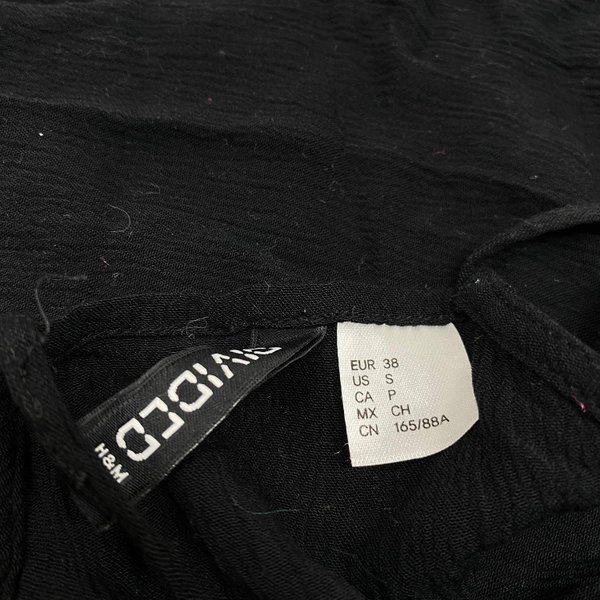 DIVIDED
H&M
EUR 38
US S
CA P
MX CH
CN 165/88A